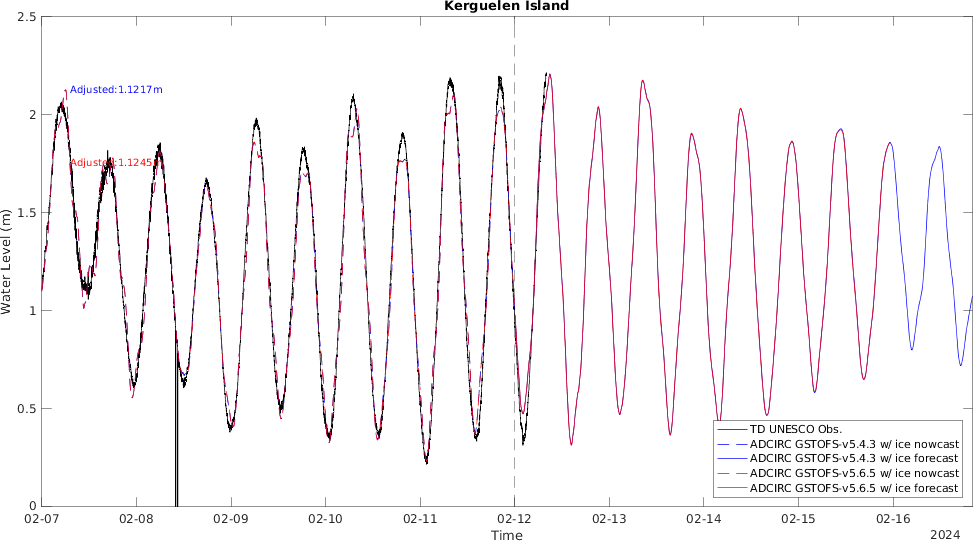 Kerguelen Island
2.5
2
1.5
1
0.5
0
Water Level (m)
Adjusted:1.1217m
Adjusted:1.1245m
TD UNESCO Obs.
ADCIRC GSTOFS-v5.4.3 w/ ice nowcast
ADCIRC GSTOFS-v5.4.3 w/ ice forecast
ADCIRC GSTOFS-v5.6.5 w/ ice nowcast
ADCIRC GSTOFS-v5.6.5 w/ ice forecast
02-07 02-08 02-09 02-10 02-11 02-12 02-13 02-14 02-15 02-16
Time
2024